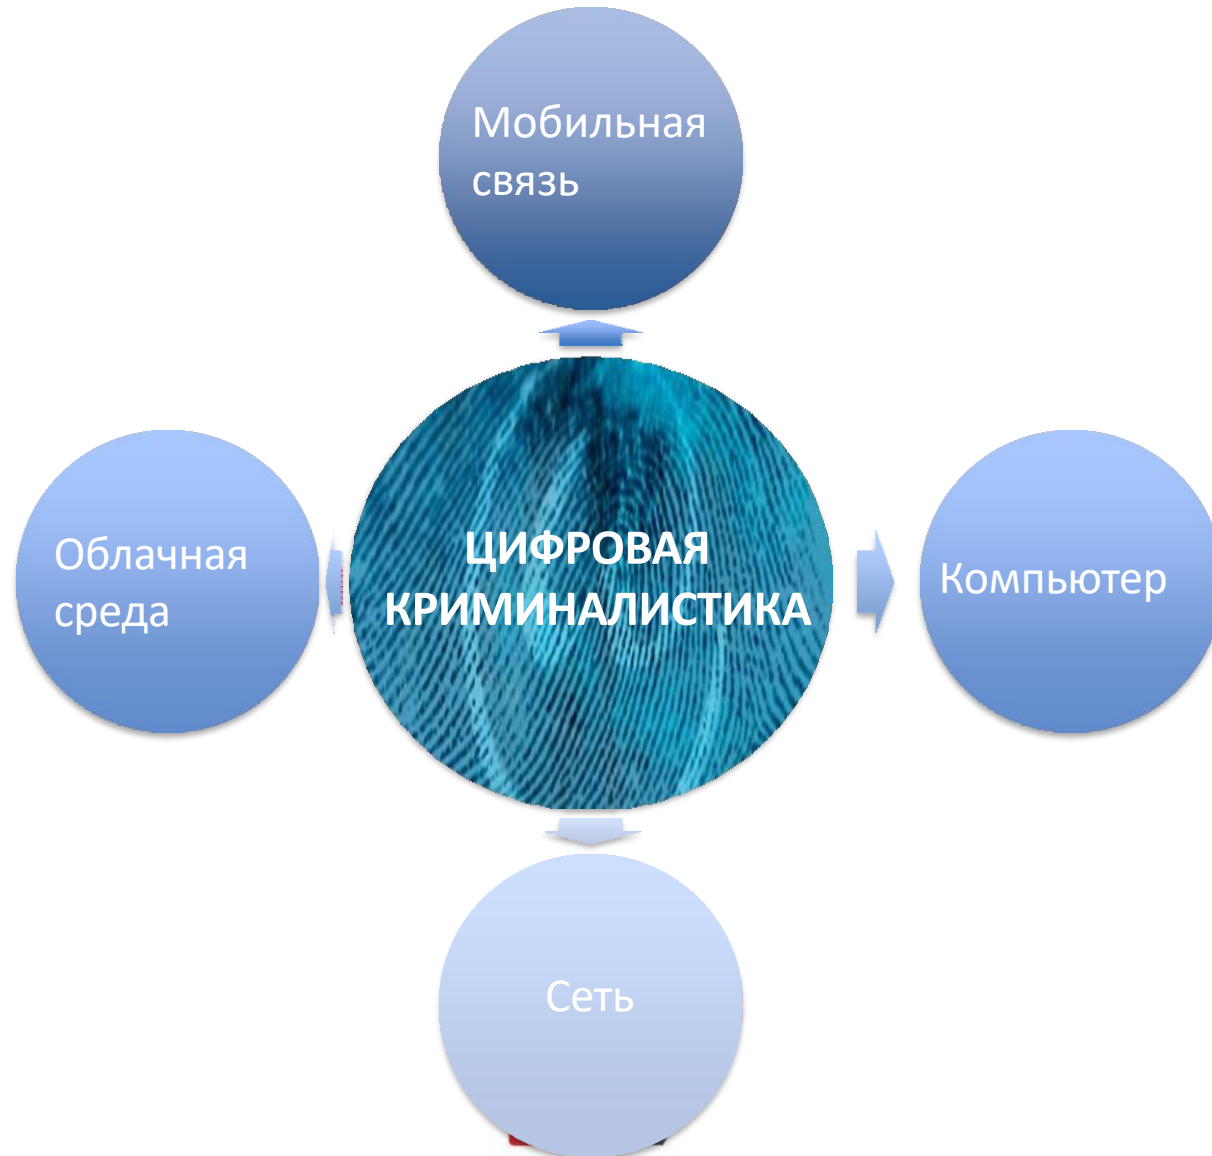 Мобильная
связь
Облачная
среда
ЦИФРОВАЯ
КРИМИНАЛИСТИКА
Компьютер
Сеть